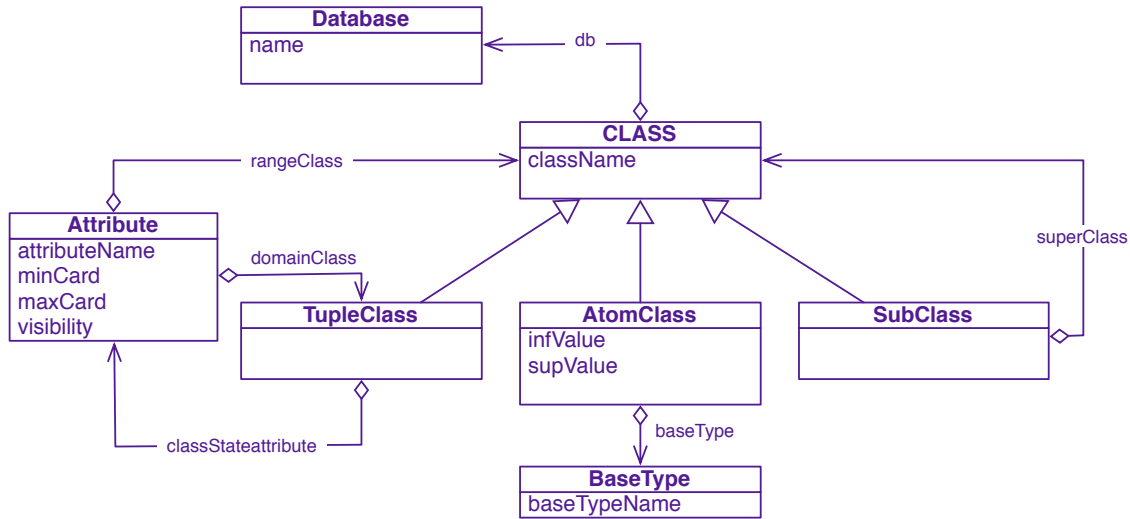 Database
name
db
CLASS
className
rangeClass
Attribute
attributeName
minCard
maxCard
visibility
domainClass
superClass
TupleClass
AtomClass
infValue
supValue
SubClass
classStateattribute
baseType
BaseType
baseTypeName